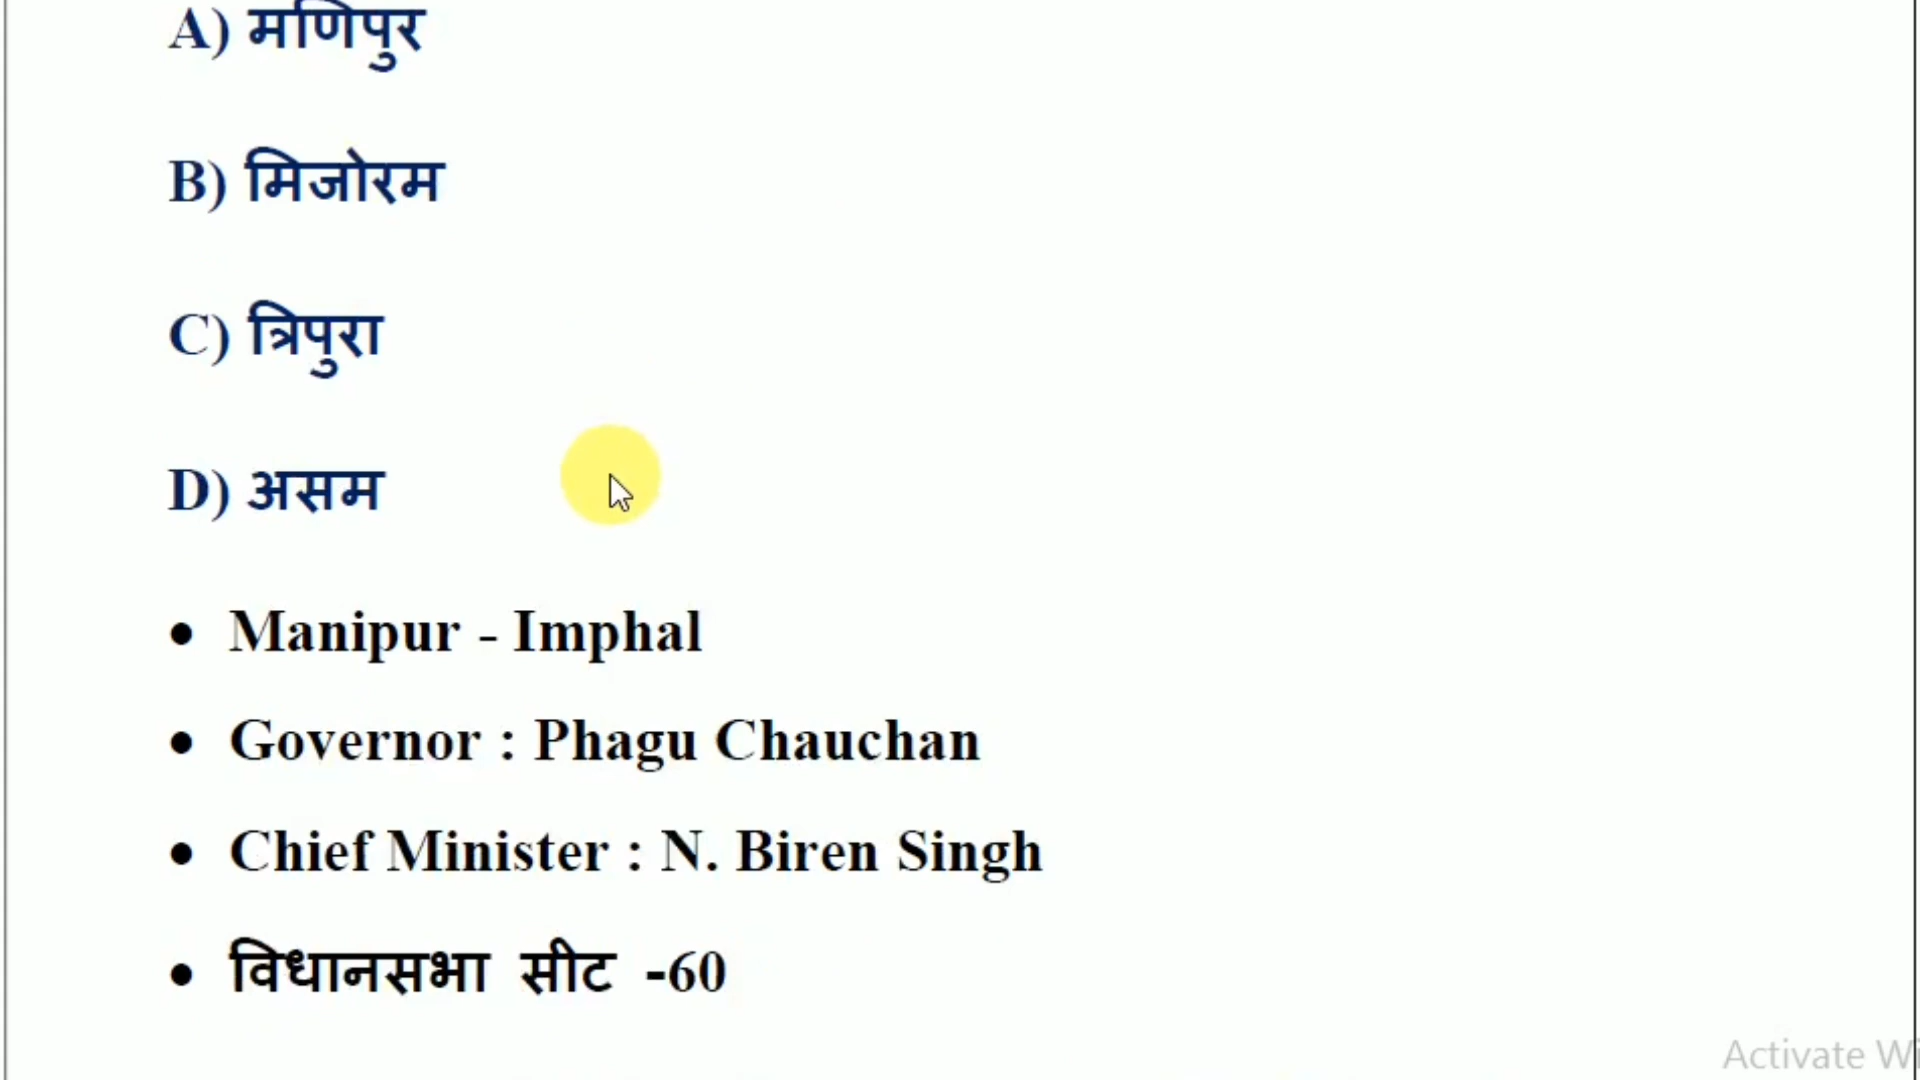 A) मणिपुर
B) मिजोरम
C) त्रिपुरा
D) असम
• Manipur - Imphal
• Governor : Phagu Chauchan
• Chief Minister : N. Biren Singh
• विधानसभा सीट -60
Activate